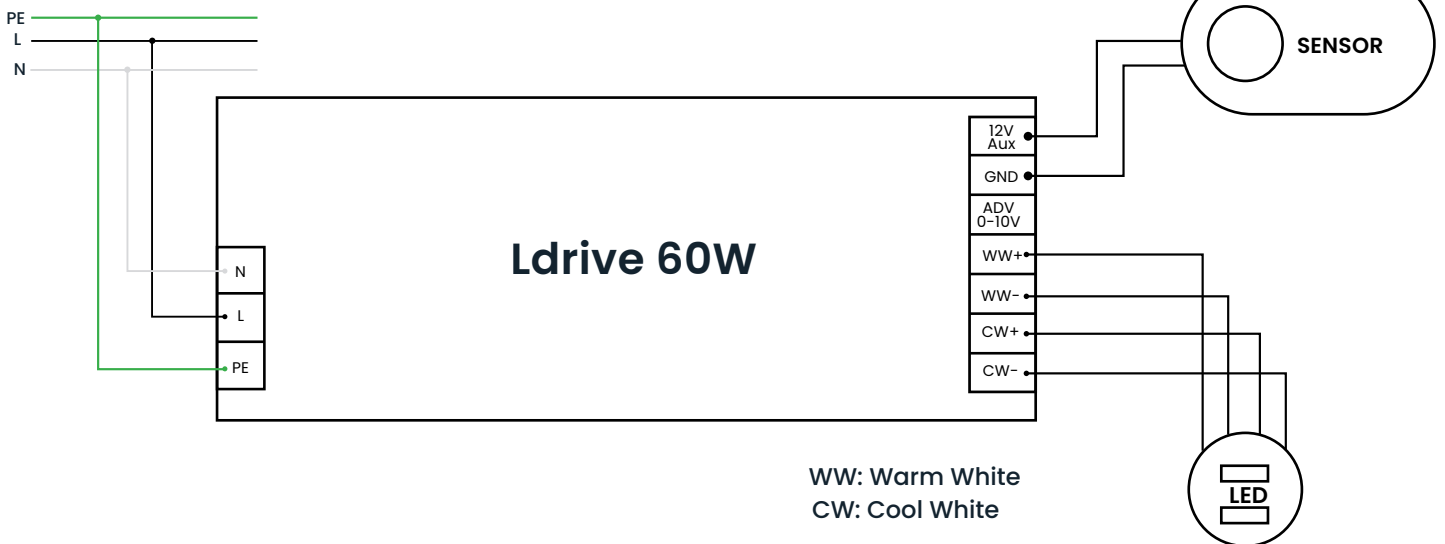 PE
L
N
SENSOR
12V
Aux
GND
ADV
0-10V
WW+
WW-
CW+
CW-
Ldrive 60W
N
L
PE
WW: Warm White
CW: Cool White
LED